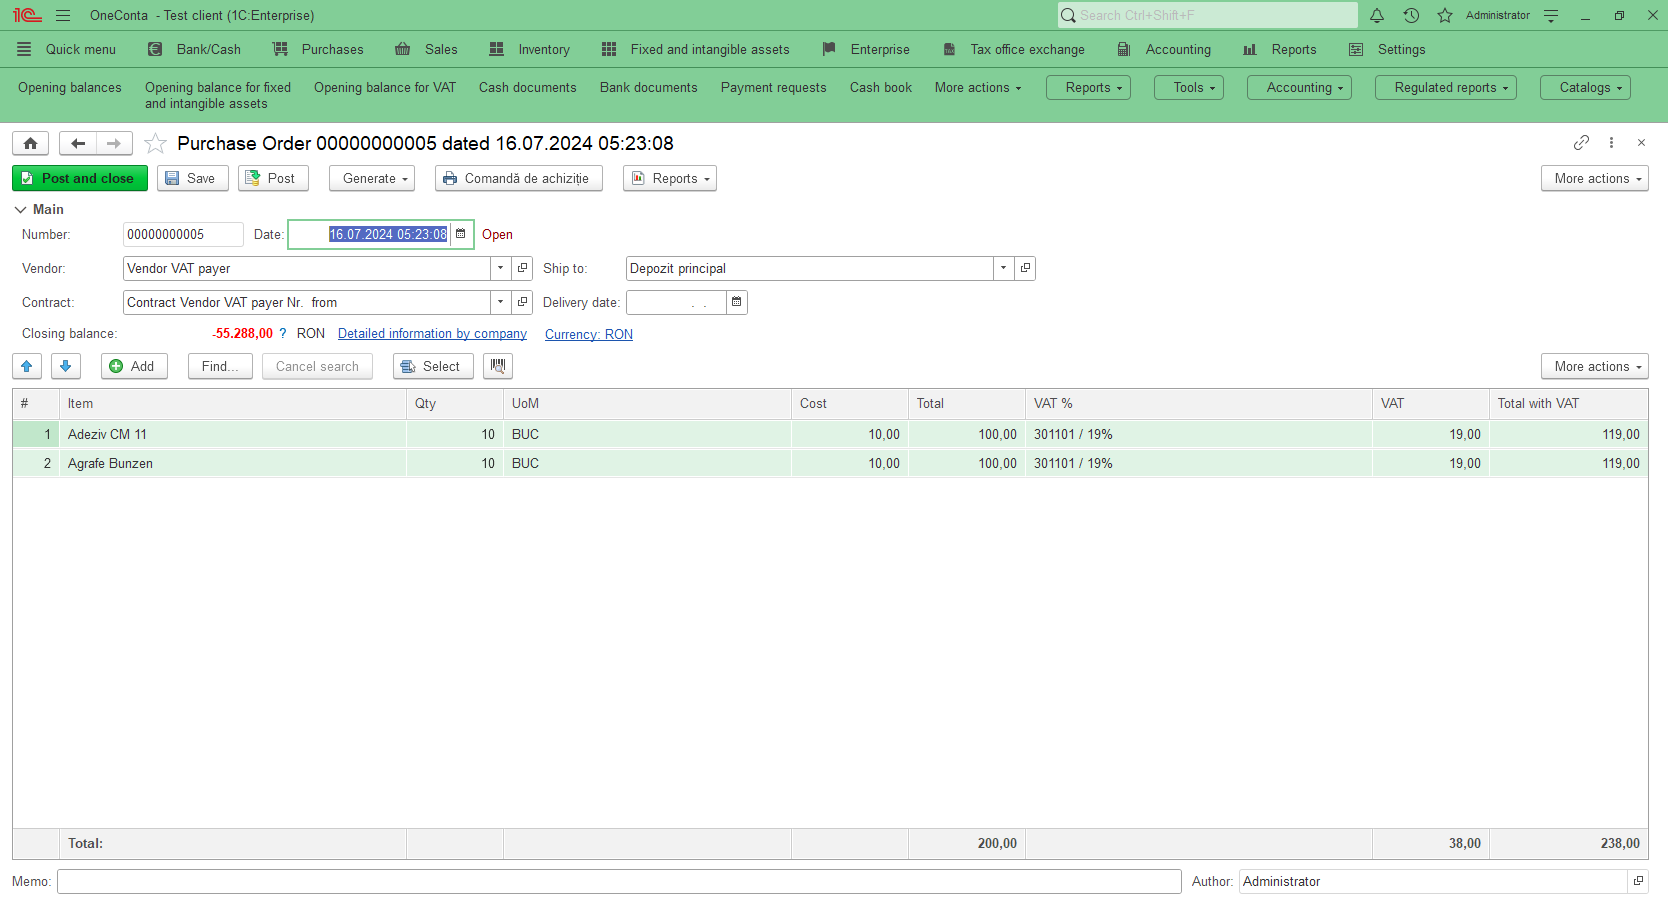 1C OneConta - Test client (1C:Enterprise) Search Ctrl+Shift+F Administrator
Quick menu Bank/Cash Purchases Sales Inventory Fixed and intangible assets Enterprise Tax office exchange Accounting Reports Settings
Opening balances Opening balance for fixed and intangible assets Opening balance for VAT Cash documents Bank documents Payment requests Cash book More actions Reports Tools Accounting Regulated reports Catalogs
Purchase Order 00000000005 dated 16.07.2024 05:23:08
Post and close Save Post Generate Comandă de achiziție Reports More actions
Main
Number: 00000000005 Date: 16.07.2024 05:23:08 Open
Vendor: Vendor VAT payer Ship to: Depozit principal
Contract: Contract Vendor VAT payer Nr. from Delivery date: . .
Closing balance: -55.288,00 ? RON Detailed information by company Currency: RON
Add Find... Cancel search Select More actions
# Item Qty UoM Cost Total VAT % VAT Total with VAT
1 Adeziv CM 11 10 BUC 10,00 100,00 301101 / 19% 19,00 119,00
2 Agrafe Bunzen 10 BUC 10,00 100,00 301101 / 19% 19,00 119,00
Total: 200,00 38,00 238,00
Memo: Author: Administrator